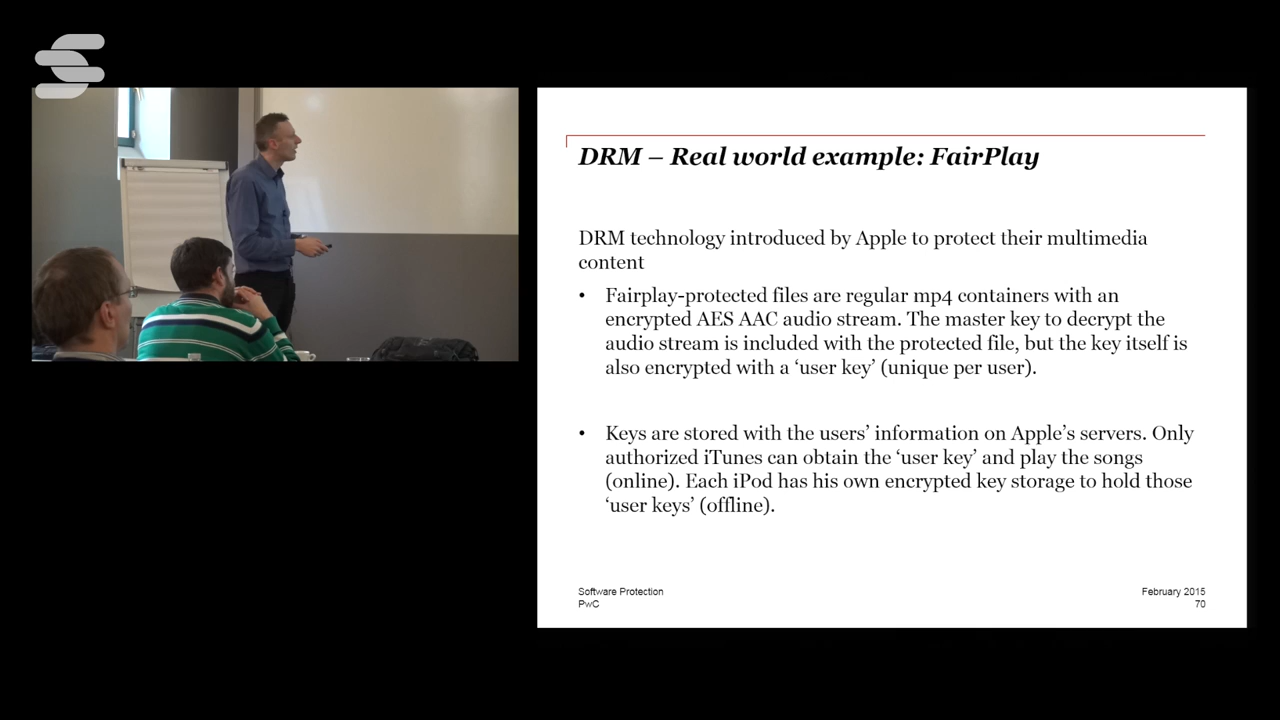 DRM – Real world example: FairPlay
DRM technology introduced by Apple to protect their multimedia
content
• Fairplay-protected files are regular mp4 containers with an
encrypted AES AAC audio stream. The master key to decrypt the
audio stream is included with the protected file, but the key itself is
also encrypted with a ‘user key’ (unique per user).
• Keys are stored with the users’ information on Apple’s servers. Only
authorized iTunes can obtain the ‘user key’ and play the songs
(online). Each iPod has his own encrypted key storage to hold those
‘user keys’ (offline).
Software Protection
PwC
February 2015
70